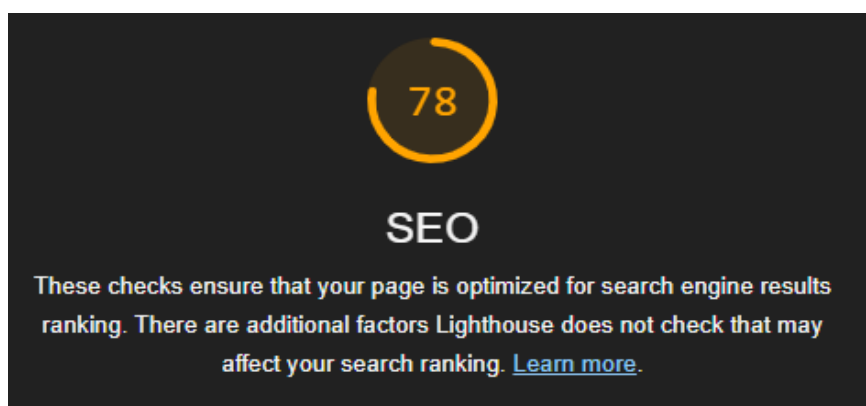 78
SEO
These checks ensure that your page is optimized for search engine results
ranking. There are additional factors Lighthouse does not check that may
affect your search ranking. Learn more.